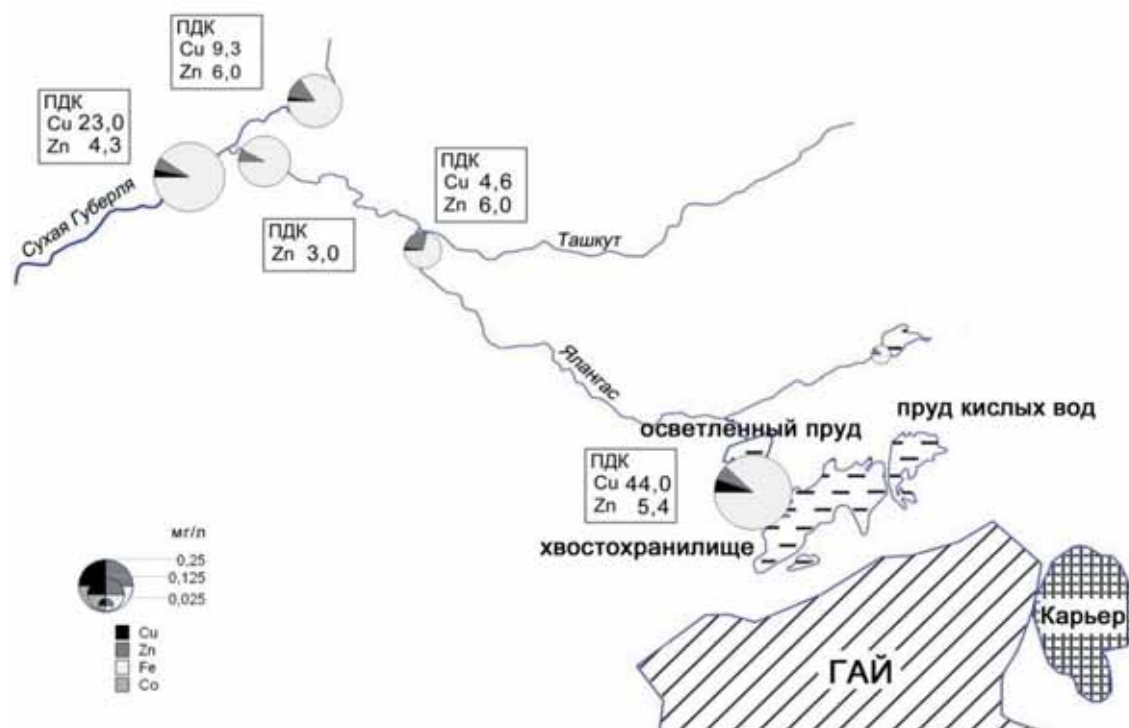 ПДК
Cu 9,3
Zn 6,0
ПДК
Cu 23,0
Zn 4,3
ПДК
Cu 4,6
Zn 6,0
Сухая Губерля
ПДК
Zn 3,0
Ташкут
Ялангас
пруд кислых вод
осветлённый пруд
ПДК
Cu 44,0
Zn 5,4
хвостохранилище
мг/л
0,25
0,125
0,025
Cu
Zn
Fe
Co
Карьер
ГАЙ